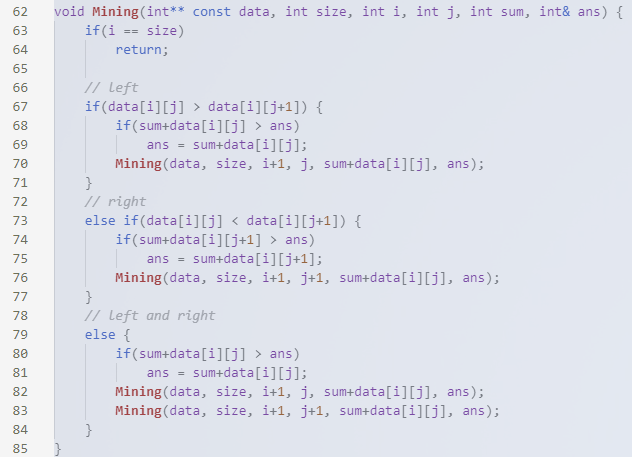 62 void Mining(int** const data, int size, int i, int j, int sum, int& ans) {
63     if(i == size)
64         return;
65
66     // left
67     if(data[i][j] > data[i][j+1]) {
68         if(sum+data[i][j] > ans)
69             ans = sum+data[i][j];
70         Mining(data, size, i+1, j, sum+data[i][j], ans);
71     }
72     // right
73     else if(data[i][j] < data[i][j+1]) {
74         if(sum+data[i][j+1] > ans)
75             ans = sum+data[i][j+1];
76         Mining(data, size, i+1, j+1, sum+data[i][j], ans);
77     }
78     // left and right
79     else {
80         if(sum+data[i][j] > ans)
81             ans = sum+data[i][j];
82         Mining(data, size, i+1, j, sum+data[i][j], ans);
83         Mining(data, size, i+1, j+1, sum+data[i][j], ans);
84     }
85 }